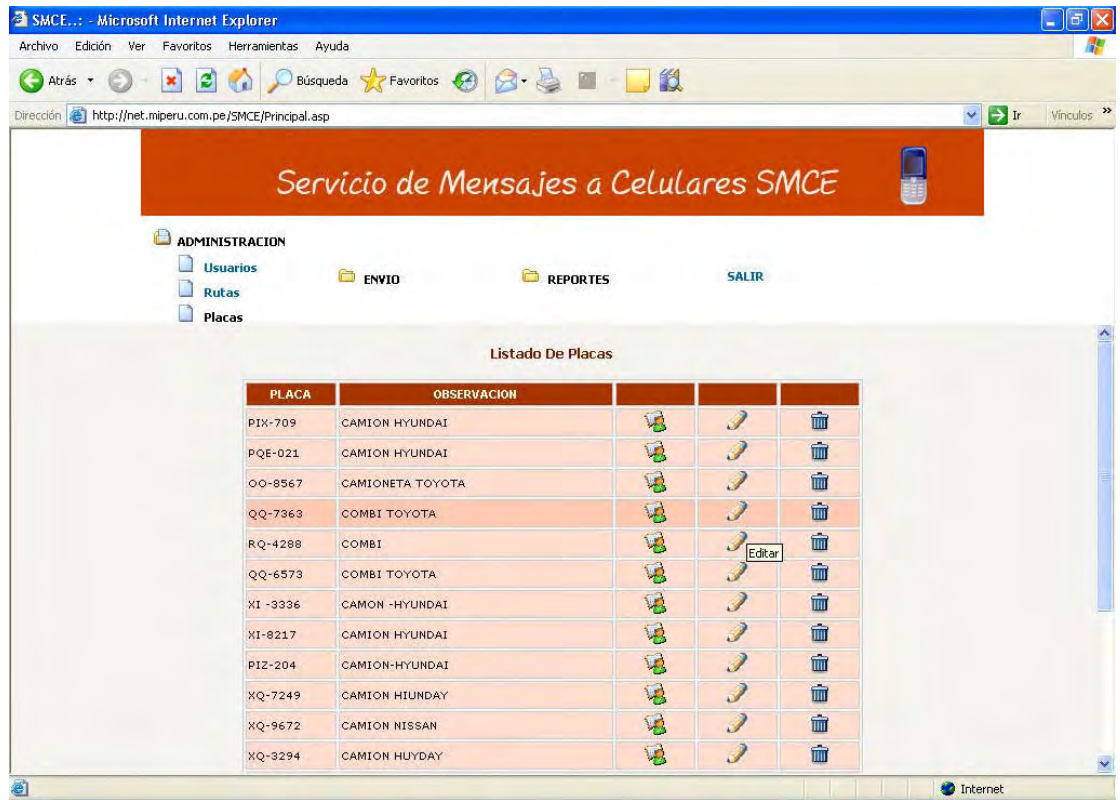 SMCE..: - Microsoft Internet Explorer
Archivo Edición Ver Favoritos Herramientas Ayuda
Atrás Búsqueda Favoritos
Dirección http://net.miperu.com.pe/SMCE/Principal.asp Ir Vínculos »
Servicio de Mensajes a Celulares SMCE
ADMINISTRACION
Usuarios
ENVIO REPORTES SALIR
Rutas
Placas
Listado De Placas
PLACA OBSERVACION
PIX-709 CAMION HYUNDAI
PQE-021 CAMION HYUNDAI
OO-8567 CAMIONETA TOYOTA
QQ-7363 COMBI TOYOTA
RQ-4288 COMBI
Editar
QQ-6573 COMBI TOYOTA
XI -3336 CAMON -HYUNDAI
XI-8217 CAMION HYUNDAI
PIZ-204 CAMION-HYUNDAI
XQ-7249 CAMION HIUNDAY
XQ-9672 CAMION NISSAN
XQ-3294 CAMION HUYDAY
Internet